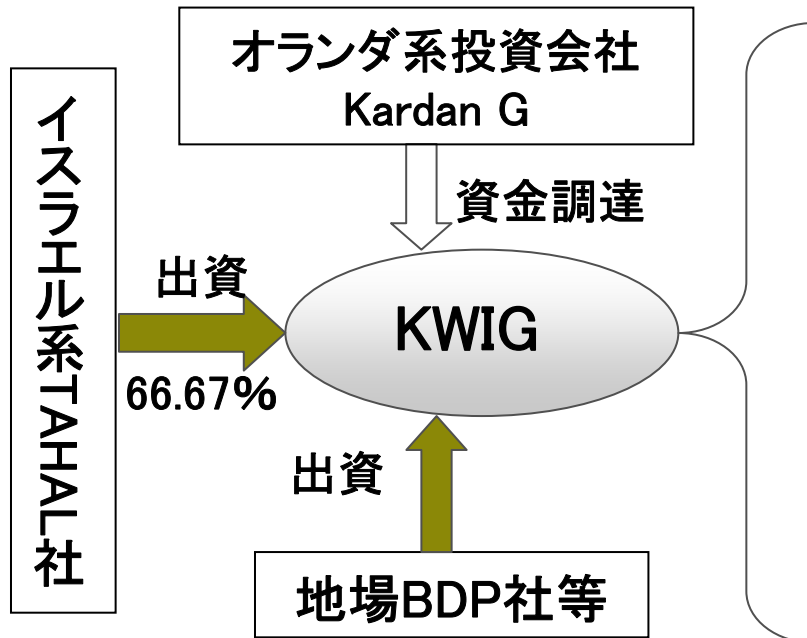 オランダ系投資会社
Kardan G
イスラエル系TAHAL社
資金調達
出資
66.67%
KWIG
出資
地場BDP社等